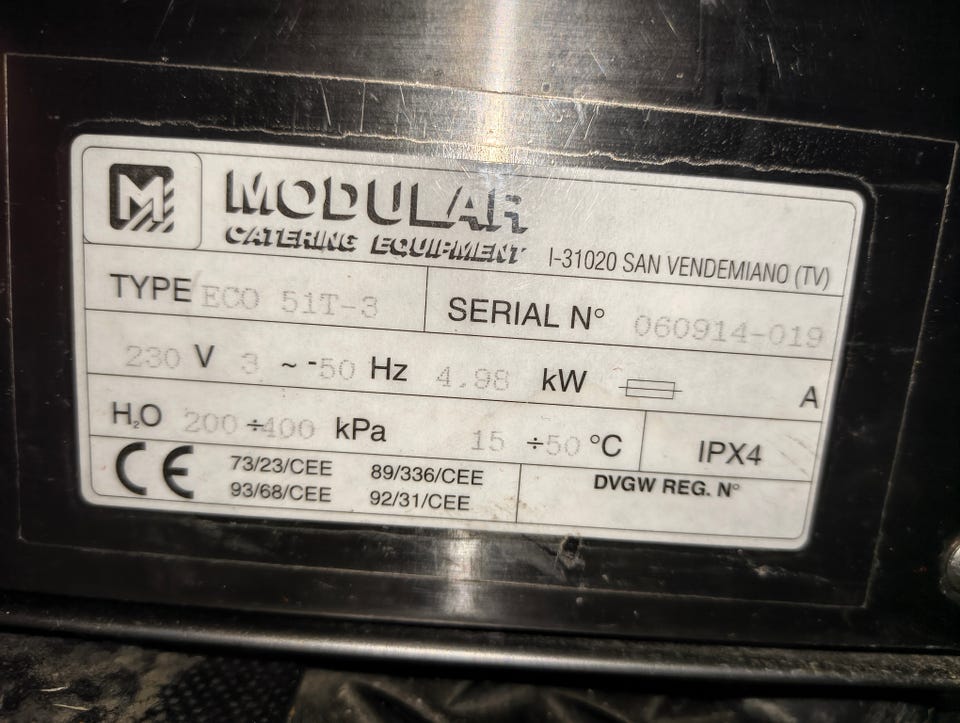 M
MODULAR
CATERING EQUIPMENT I-31020 SAN VENDEMIANO (TV)
TYPE ECO 51T-3 SERIAL N° 060914-019
230 V 3 ~ -50 Hz 4.98 kW A
H₂O 200 ÷400 kPa 15 ÷50 °C IPX4
CE 73/23/CEE 89/336/CEE DVGW REG. N°
93/68/CEE 92/31/CEE